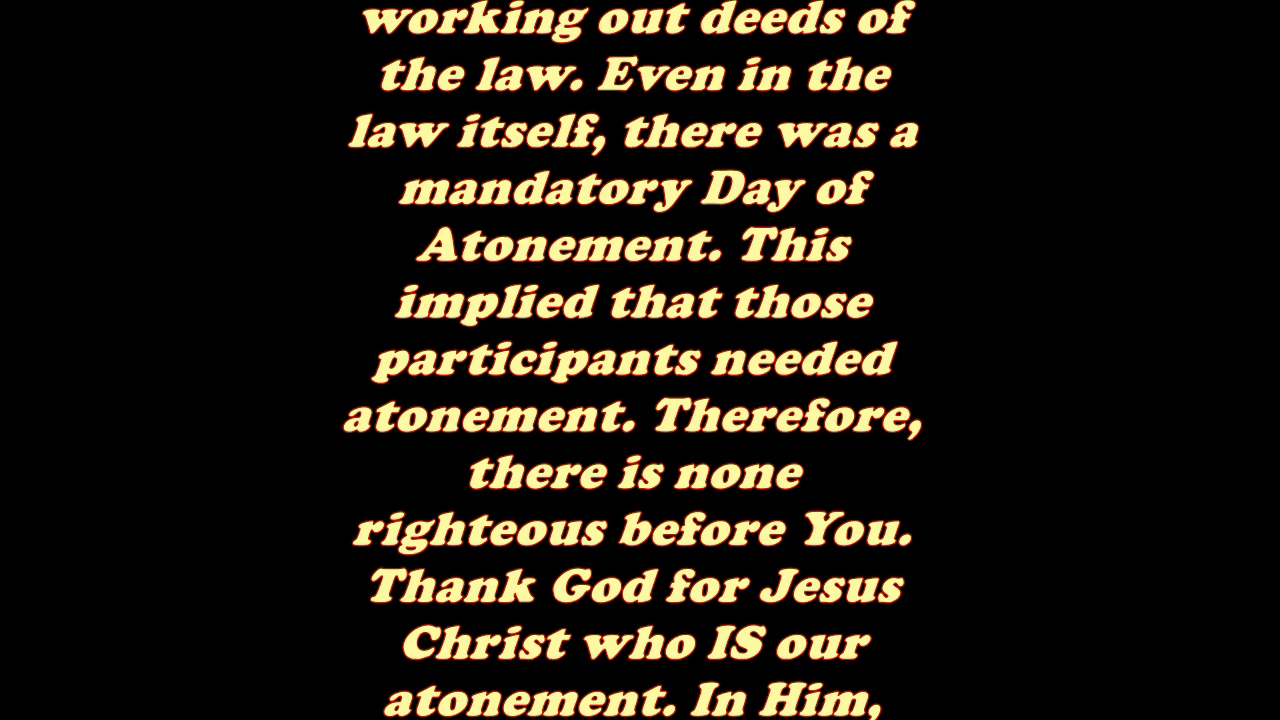 working out deeds of
the law. Even in the
law itself, there was a
mandatory Day of
Atonement. This
implied that those
participants needed
atonement. Therefore,
there is none
righteous before You.
Thank God for Jesus
Christ who IS our
atonement. In Him,